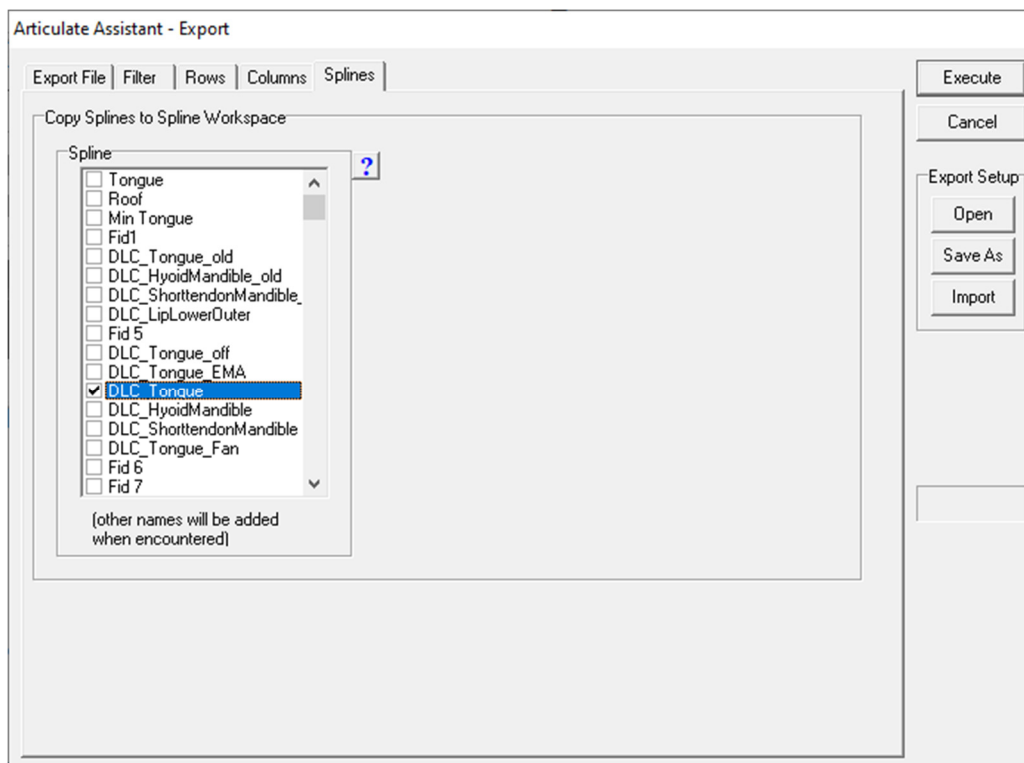 Articulate Assistant - Export
Export File
Filter
Rows
Columns
Splines
Execute
Cancel
Copy Splines to Spline Workspace
Spline
?
Tongue
Roof
Min Tongue
Fid1
DLC_Tongue_old
DLC_HyoidMandible_old
DLC_ShorttendonMandible_
DLC_LipLowerOuter
Fid 5
DLC_Tongue_off
DLC_Tongue_EMA
DLC_Tongue
DLC_HyoidMandible
DLC_ShorttendonMandible
DLC_Tongue_Fan
Fid 6
Fid 7
(other names will be added
when encountered)
Export Setup
Open
Save As
Import